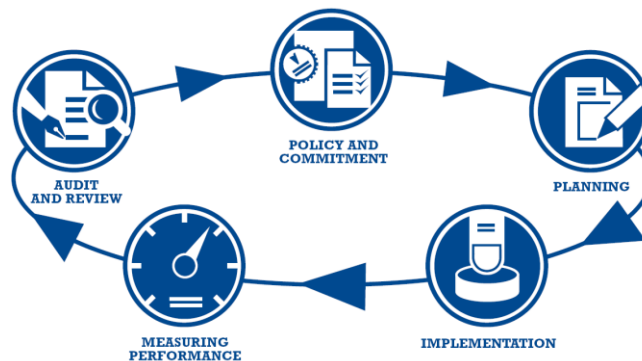 POLICY AND
COMMITMENT
PLANNING
AUDIT
AND REVIEW
MEASURING
PERFORMANCE
IMPLEMENTATION